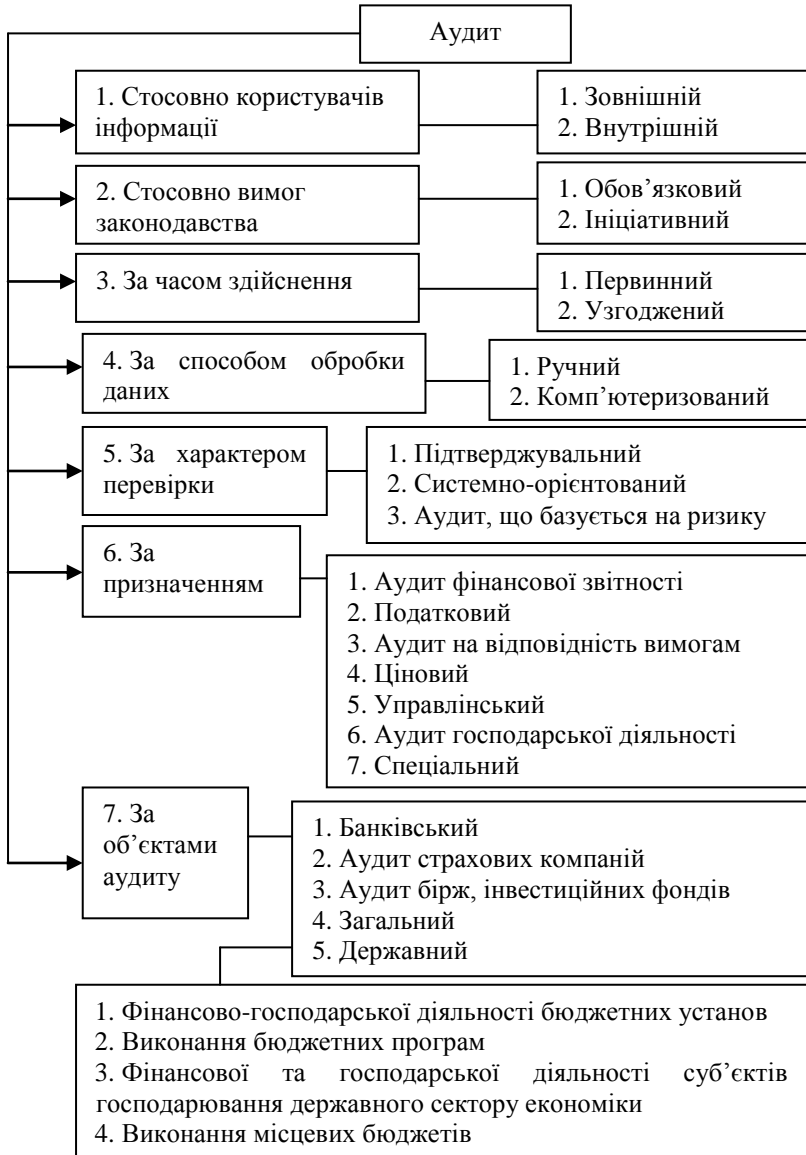 Аудит
1. Стосовно користувачів
інформації
1. Зовнішній
2. Внутрішній
2. Стосовно вимог
законодавства
1. Обов’язковий
2. Ініціативний
3. За часом здійснення
1. Первинний
2. Узгоджений
4. За способом обробки
даних
1. Ручний
2. Комп’ютеризований
5. За характером
перевірки
1. Підтверджувальний
2. Системно-орієнтований
3. Аудит, що базується на ризику
6. За
призначенням
1. Аудит фінансової звітності
2. Податковий
3. Аудит на відповідність вимогам
4. Ціновий
5. Управлінський
6. Аудит господарської діяльності
7. Спеціальний
7. За
об’єктами
аудиту
1. Банківський
2. Аудит страхових компаній
3. Аудит бірж, інвестиційних фондів
4. Загальний
5. Державний
1. Фінансово-господарської діяльності бюджетних установ
2. Виконання бюджетних програм
3. Фінансової та господарської діяльності суб’єктів
господарювання державного сектору економіки
4. Виконання місцевих бюджетів